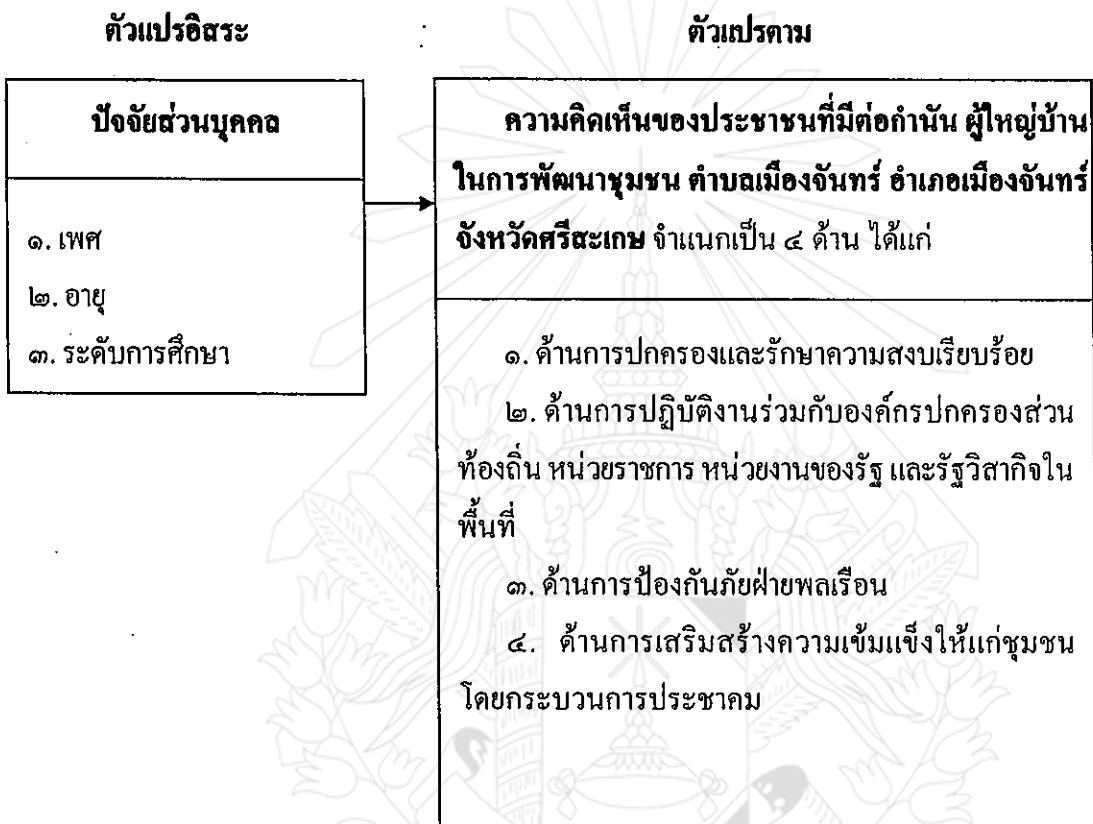 ตัวแปรอิสระ
ตัวแปรตาม
ปัจจัยส่วนบุคคล
๑. เพศ
๒. อายุ
๓. ระดับการศึกษา
ความคิดเห็นของประชาชนที่มีต่อกำนัน ผู้ใหญ่บ้าน
ในการพัฒนาชุมชน ตำบลเมืองจันทร์ อำเภอเมืองจันทร์
จังหวัดศรีสะเกษ จำแนกเป็น ๔ ด้าน ได้แก่
๑. ด้านการปกครองและรักษาความสงบเรียบร้อย
๒. ด้านการปฏิบัติงานร่วมกับองค์กรปกครองส่วน
ท้องถิ่น หน่วยราชการ หน่วยงานของรัฐ และรัฐวิสากิจใน
พื้นที่
๓. ด้านการป้องกันภัยฝ่ายพลเรือน
๔. ด้านการเสริมสร้างความเข้มแข็งให้แก่ชุมชน
โดยกระบวนการประชาคม